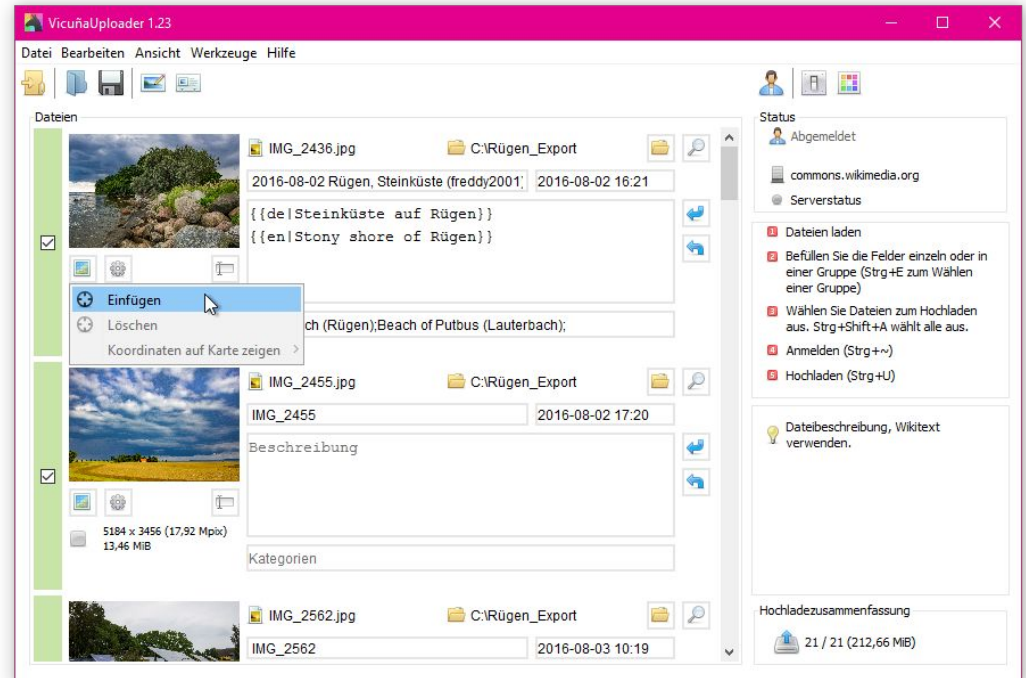 VicuñaUploader 1.23
Datei Bearbeiten Ansicht Werkzeuge Hilfe
Dateien
IMG_2436.jpg
C:\Rügen_Export
2016-08-02 Rügen, Steinküste (freddy2001)
2016-08-02 16:21
{{de|Steinküste auf Rügen}}
{{en|Stony shore of Rügen}}
Einfügen
Löschen
Koordinaten auf Karte zeigen
ch (Rügen);Beach of Putbus (Lauterbach);
IMG_2455.jpg
C:\Rügen_Export
IMG_2455
2016-08-02 17:20
Beschreibung
5184 x 3456 (17,92 Mpix)
13,46 MiB
Kategorien
IMG_2562.jpg
C:\Rügen_Export
IMG_2562
2016-08-03 10:19
Status
Abgemeldet
commons.wikimedia.org
Serverstatus
1 Dateien laden
2 Befüllen Sie die Felder einzeln oder in
einer Gruppe (Strg+E zum Wählen
einer Gruppe)
3 Wählen Sie Dateien zum Hochladen
aus. Strg+Shift+A wählt alle aus.
4 Anmelden (Strg+~)
5 Hochladen (Strg+U)
Dateibeschreibung, Wikitext
verwenden.
Hochladezusammenfassung
21 / 21 (212,66 MiB)